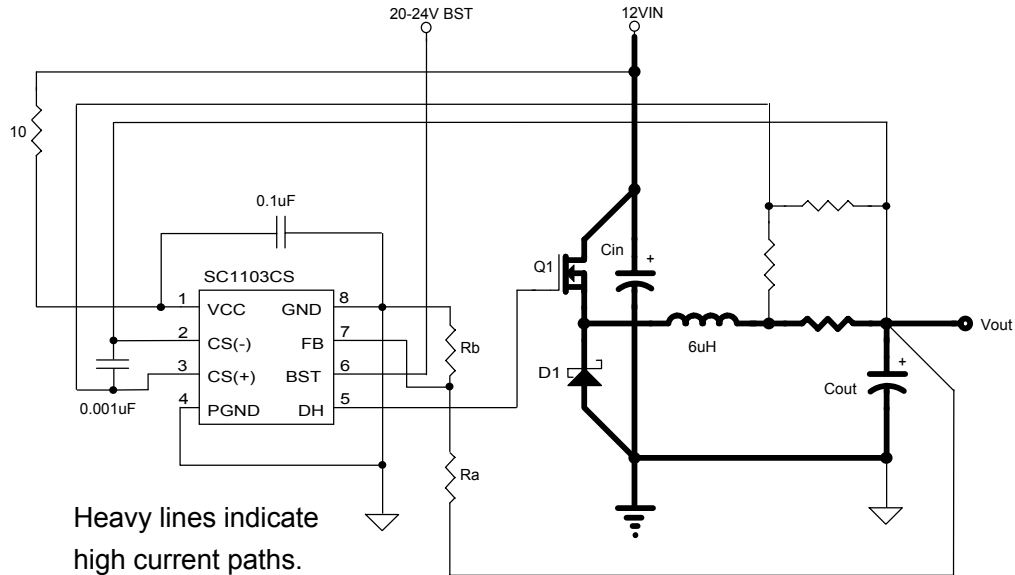 20-24V BST
12VIN
10
0.1uF
SC1103CS
1
VCC
GND
8
2
CS(-)
FB
7
3
CS(+)
BST
6
4
PGND
DH
5
0.001uF
Rb
Ra
Q1
Cin
+
D1
6uH
Vout
+
Cout
Heavy lines indicate
high current paths.